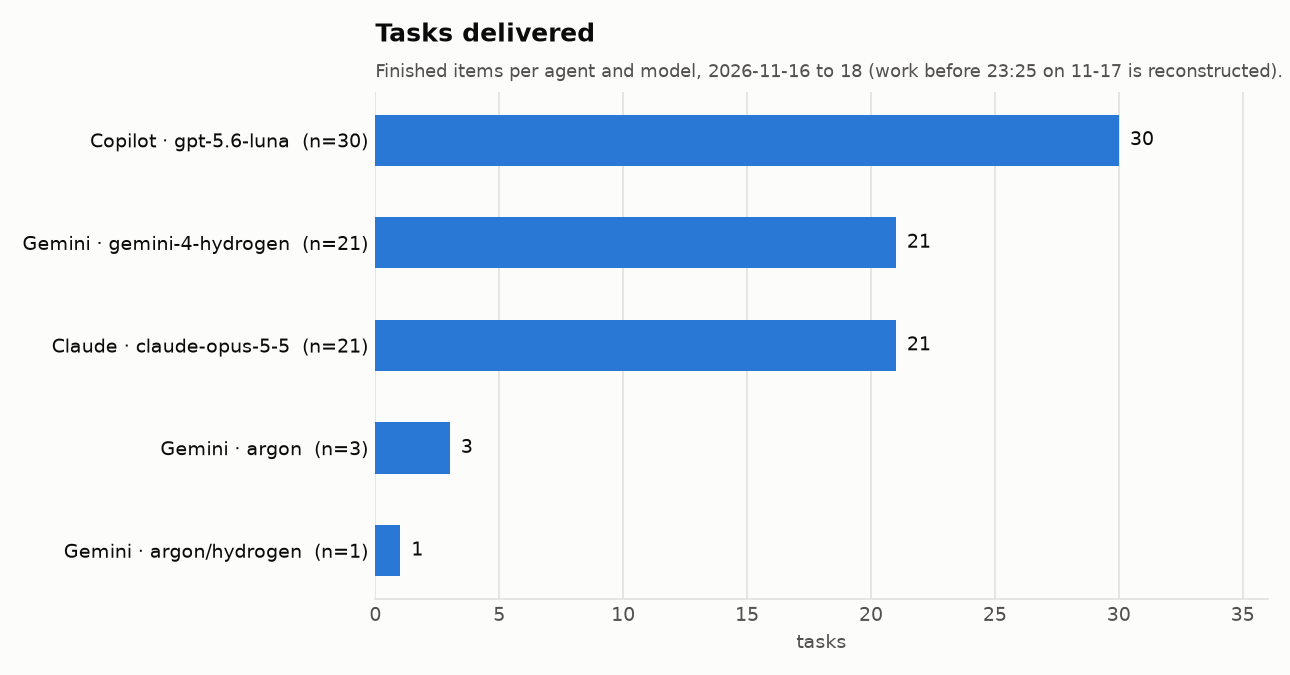 Tasks delivered
Finished items per agent and model, 2026-11-16 to 18 (work before 23:25 on 11-17 is reconstructed).
Copilot · gpt-5.6-luna (n=30)
30
Gemini · gemini-4-hydrogen (n=21)
21
Claude · claude-opus-5-5 (n=21)
21
Gemini · argon (n=3)
3
Gemini · argon/hydrogen (n=1)
1
0 5 10 15 20 25 30 35
tasks